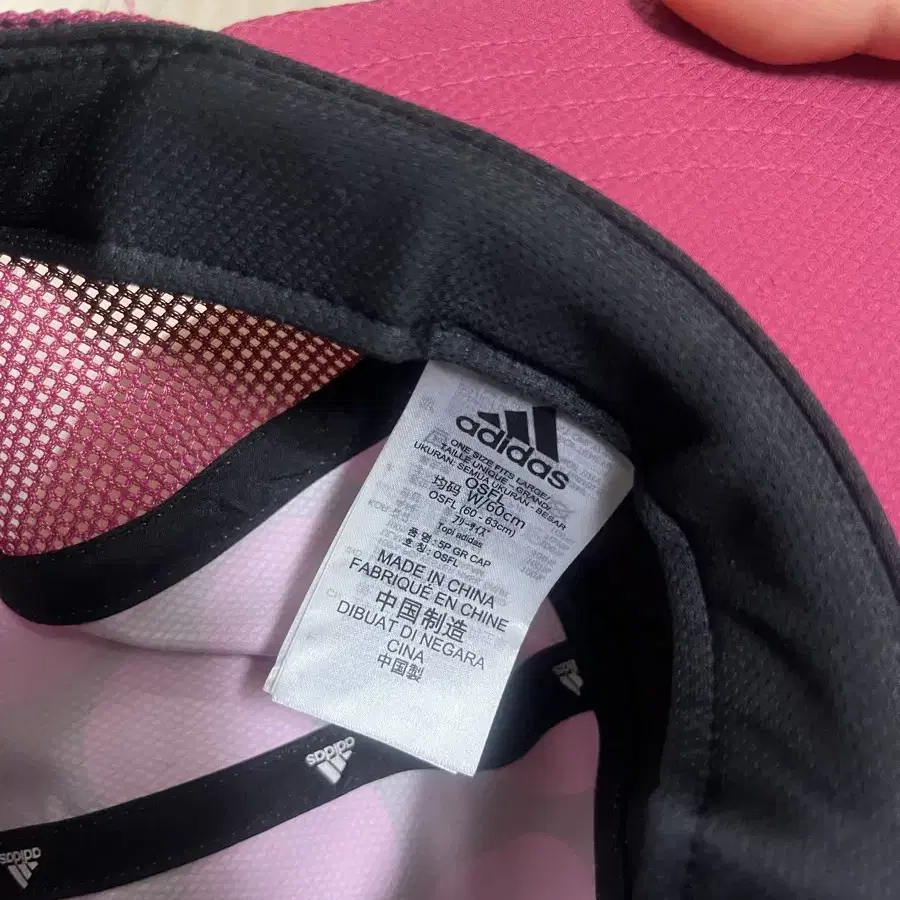 adidas
ONE SIZE FITS LARGE/
TAILLE UNIQUE - GRAND/
UKURAN: SEMUA UKURAN - BESAR
OSFL
均码 W/60cm
OSFL (60 - 63cm)
フリーサイズ
Topi adidas
품 명 : 5P GR CAP
호 칭 : OSFL
MADE IN CHINA
FABRIQUÉ EN CHINE
中国制造
DIBUAT DI NEGARA
CINA
中国製
adidas
adidas
adidas